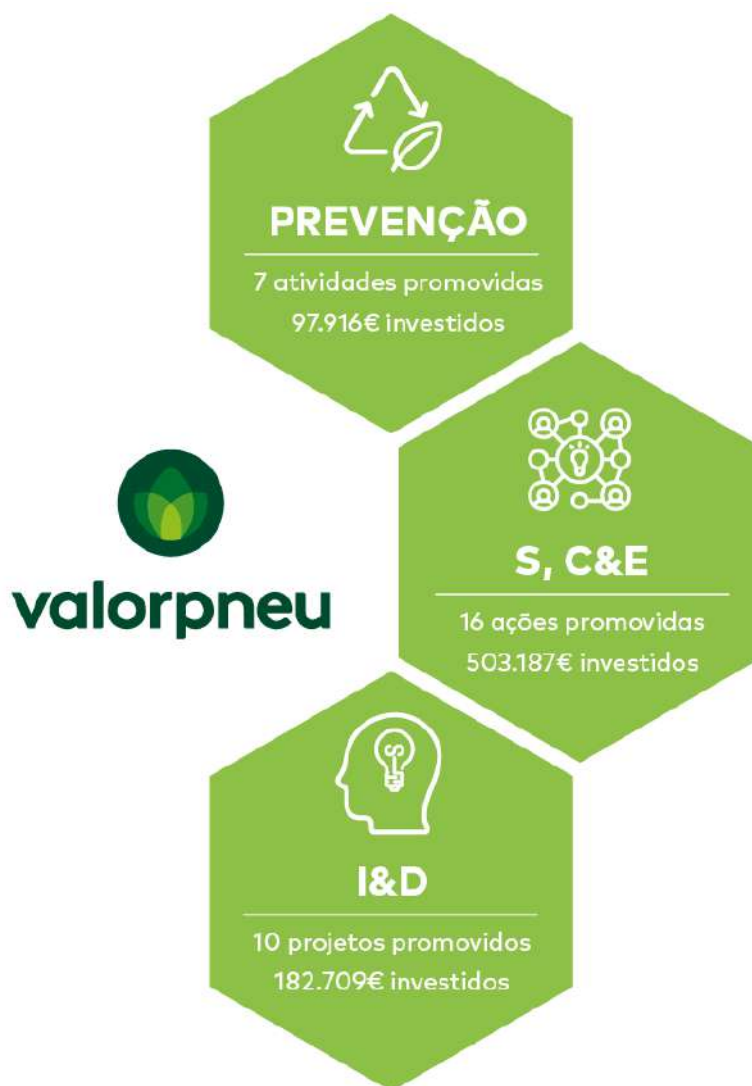 PREVENÇÃO
7 atividades promovidas
97.916€ investidos
valorpneu
S, C&E
16 ações promovidas
503.187€ investidos
I&D
10 projetos promovidos
182.709€ investidos